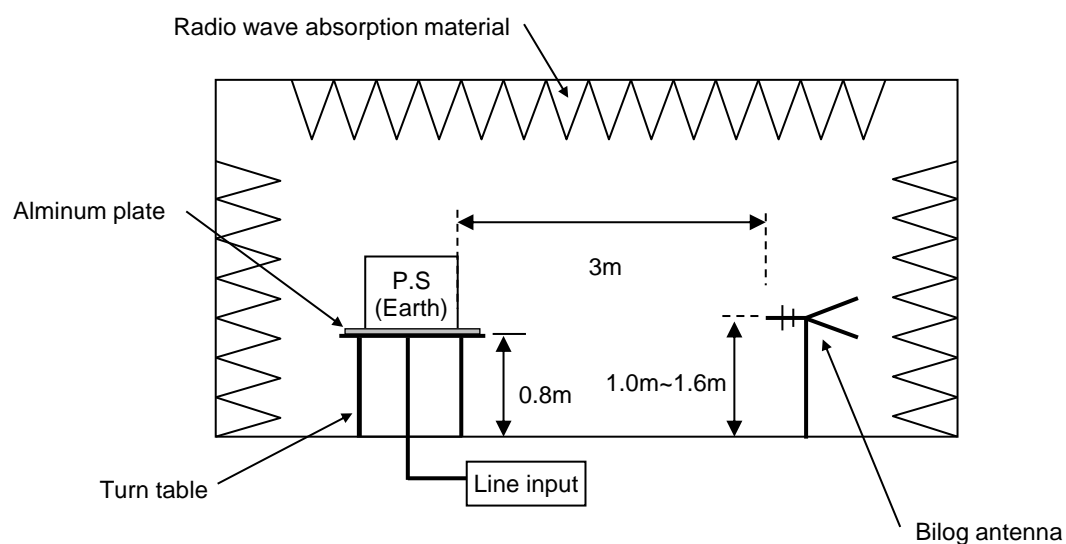 Radio wave absorption material
Alminum plate
3m
P.S
(Earth)
1.0m~1.6m
0.8m
Turn table
Line input
Bilog antenna